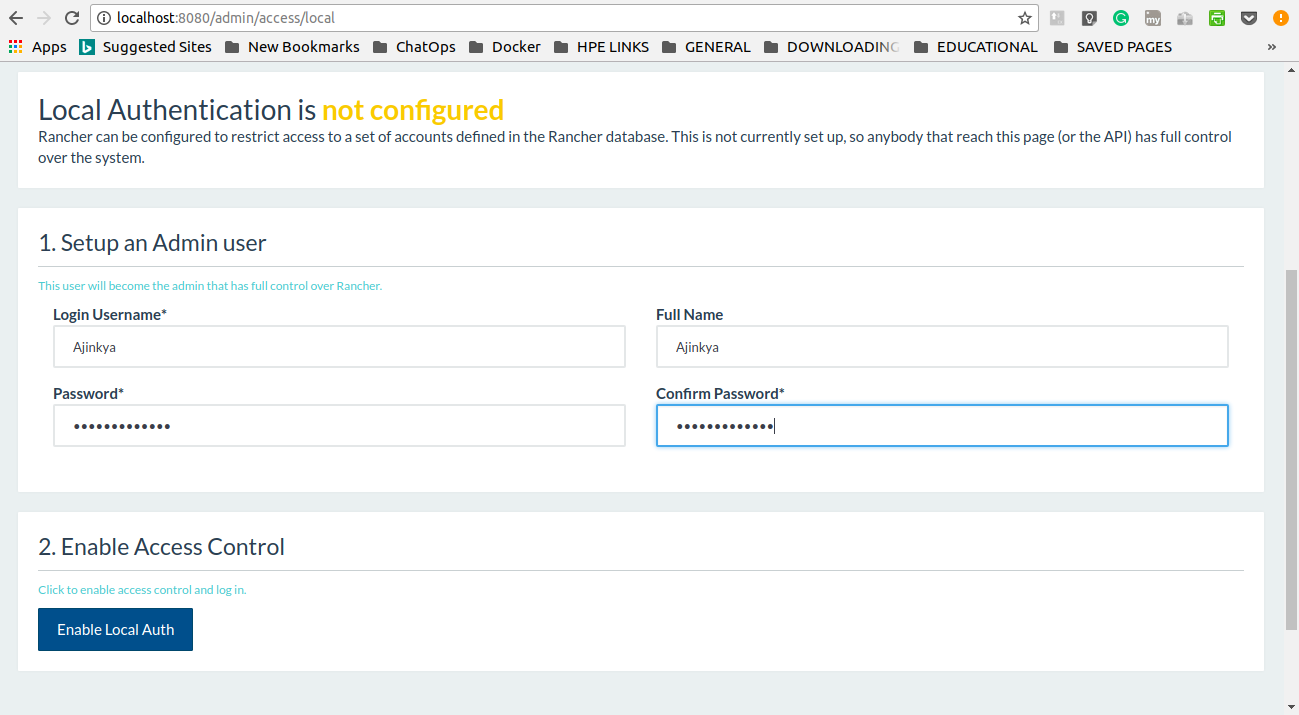 localhost:8080/admin/access/local
Apps Suggested Sites New Bookmarks ChatOps Docker HPE LINKS GENERAL DOWNLOADING EDUCATIONAL SAVED PAGES »
Local Authentication is not configured
Rancher can be configured to restrict access to a set of accounts defined in the Rancher database. This is not currently set up, so anybody that reach this page (or the API) has full control
over the system.
1. Setup an Admin user
This user will become the admin that has full control over Rancher.
Login Username* Full Name
Ajinkya Ajinkya
Password* Confirm Password*
••••••••••••• •••••••••••••
2. Enable Access Control
Click to enable access control and log in.
Enable Local Auth